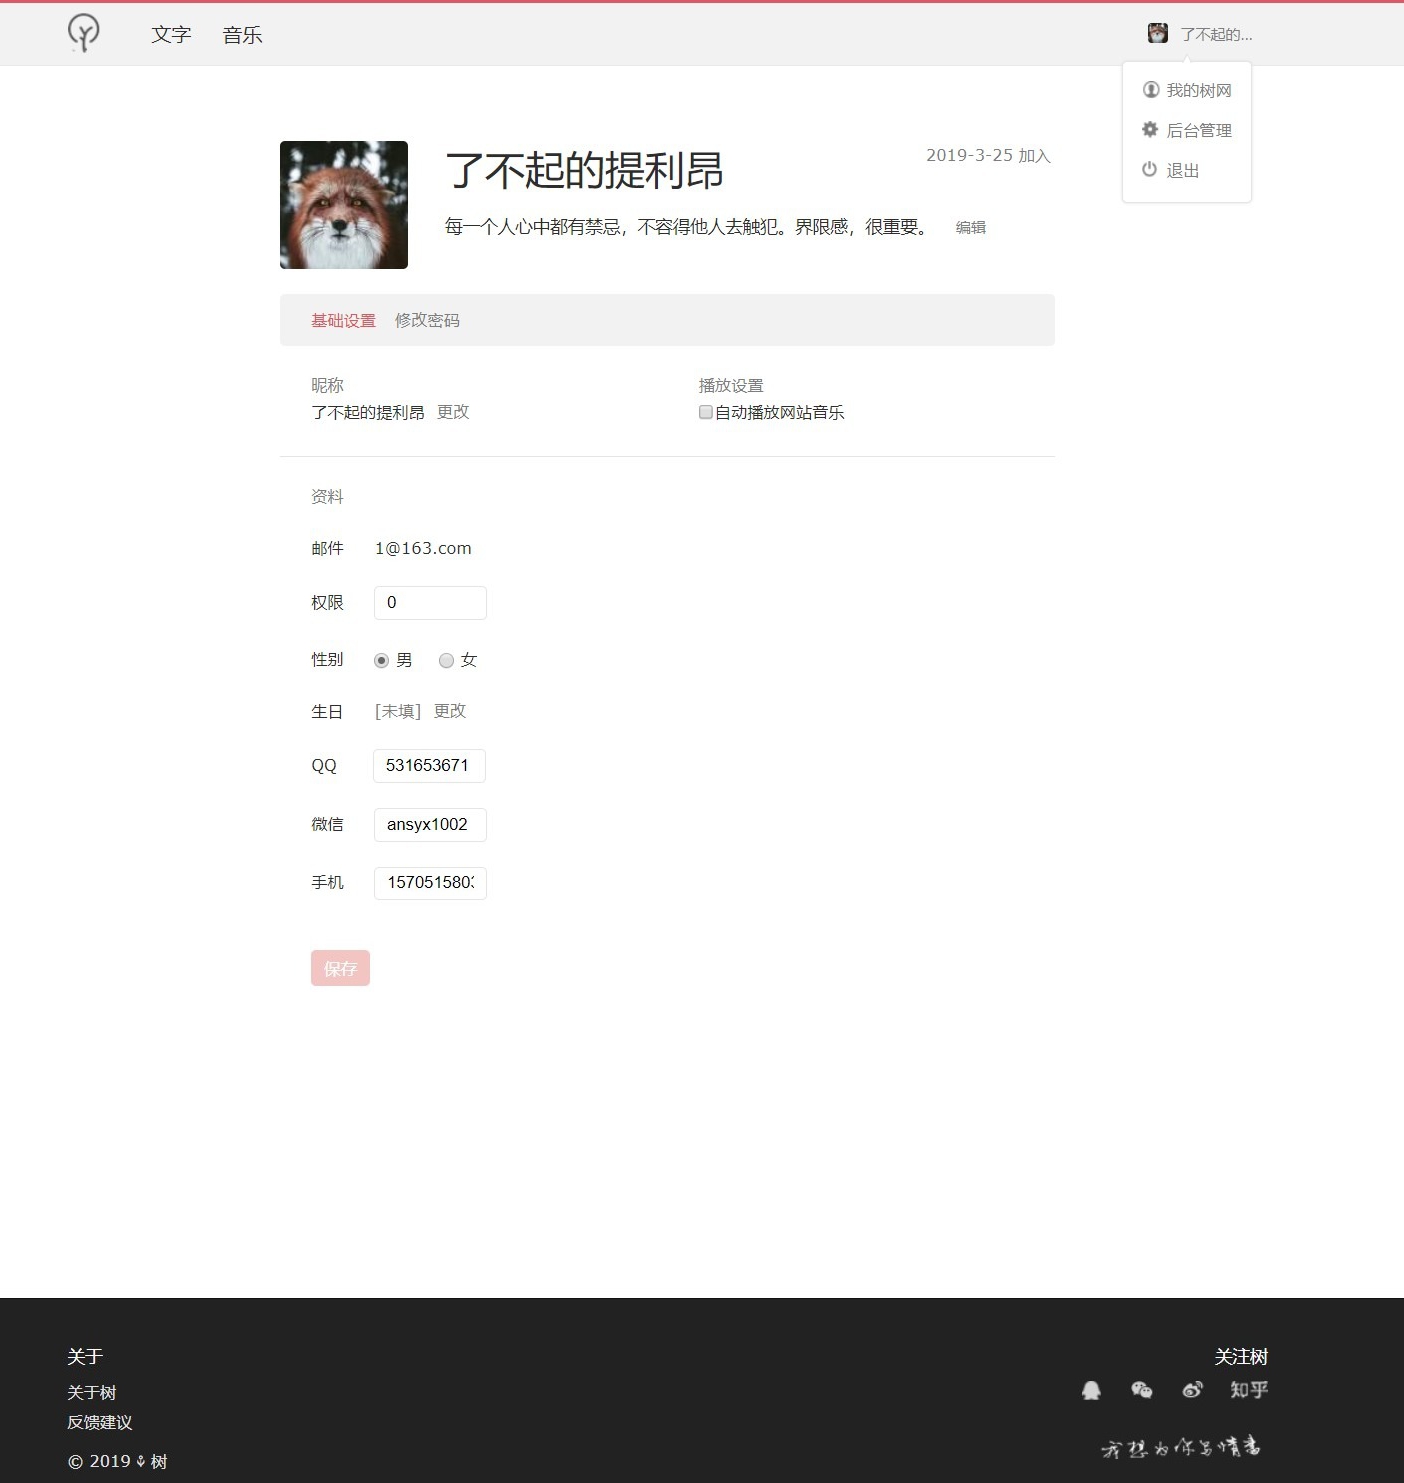 文字 音乐 了不起的...
我的树网
后台管理
退出
了不起的提利昂 2019-3-25 加入
每一个人心中都有禁忌，不容得他人去触犯。界限感，很重要。 编辑
基础设置 修改密码
昵称 播放设置
了不起的提利昂 更改 自动播放网站音乐
资料
邮件 1@163.com
权限 0
性别 男 女
生日 [未填] 更改
QQ 531653671
微信 ansyx1002
手机 1570515803
保存
关于 关注树
关于树 知乎
反馈建议
我想为你写情书
© 2019 树